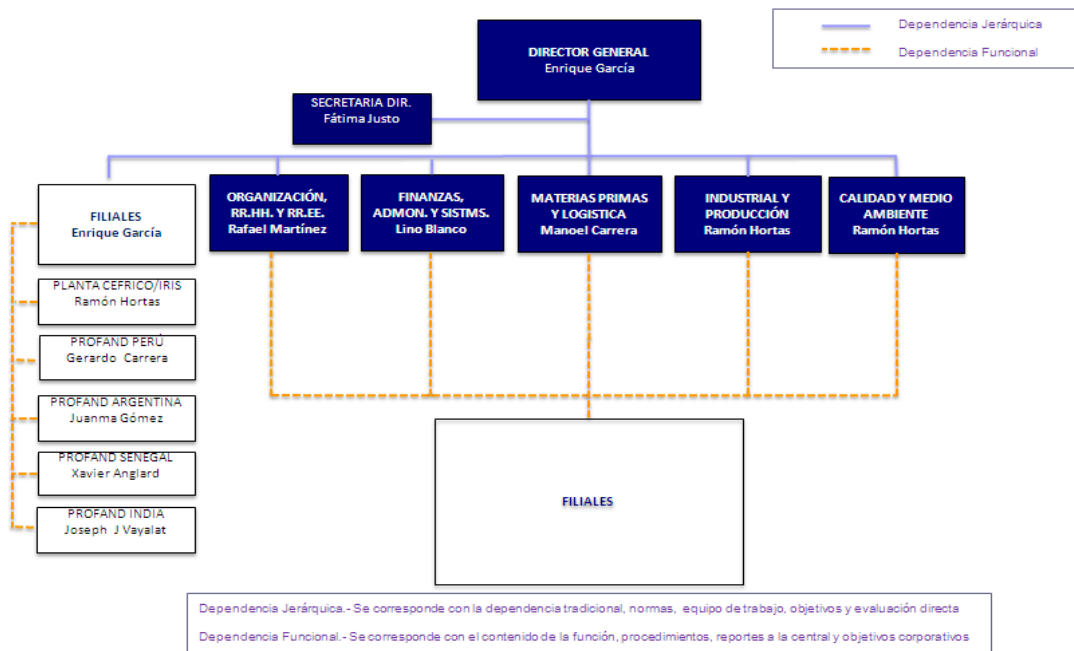 Dependencia Jerárquica
Dependencia Funcional
DIRECTOR GENERAL
Enrique García
SECRETARIA DIR.
Fátima Justo
FILIALES
Enrique García
ORGANIZACIÓN,
RR.HH. Y RR.EE.
Rafael Martínez
FINANZAS,
ADMON. Y SISTMS.
Lino Blanco
MATERIAS PRIMAS
Y LOGISTICA
Manoel Carrera
INDUSTRIAL Y
PRODUCCIÓN
Ramón Hortas
CALIDAD Y MEDIO
AMBIENTE
Ramón Hortas
PLANTA CEFRICO/IRIS
Ramón Hortas
PROFAND PERÚ
Gerardo Carrera
PROFAND ARGENTINA
Juanma Gómez
PROFAND SENEGAL
Xavier Anglard
PROFAND INDIA
Joseph J Vayalat
FILIALES
Dependencia Jerárquica.- Se corresponde con la dependencia tradicional, normas, equipo de trabajo, objetivos y evaluación directa
Dependencia Funcional.- Se corresponde con el contenido de la función, procedimientos, reportes a la central y objetivos corporativos